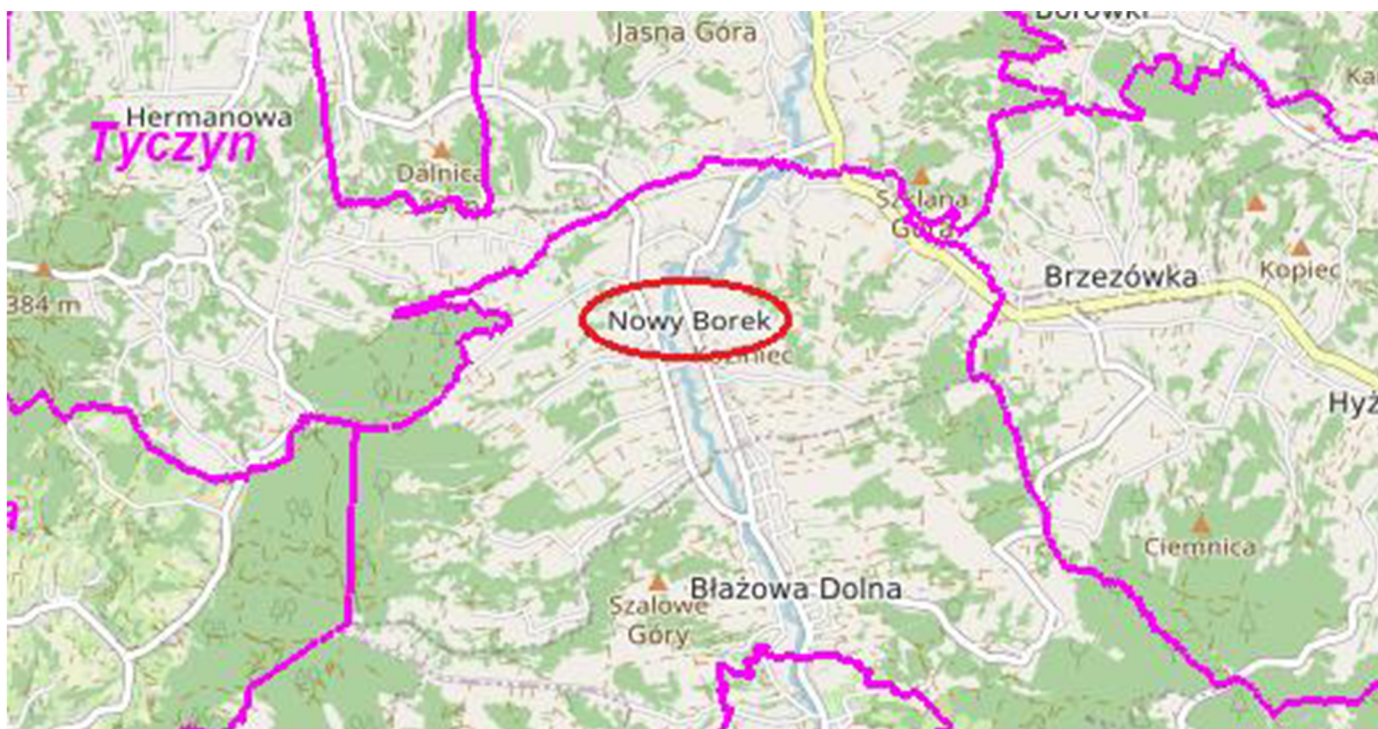 Borówki
Jasna Góra
Ka
Hermanowa
Tyczyn
Dalnica
Szklana
Góra
384 m
Brzezówka
Kopiec
Nowy Borek
Hyż
a
Ciemnica
Błażowa Dolna
Szalowe
Góry